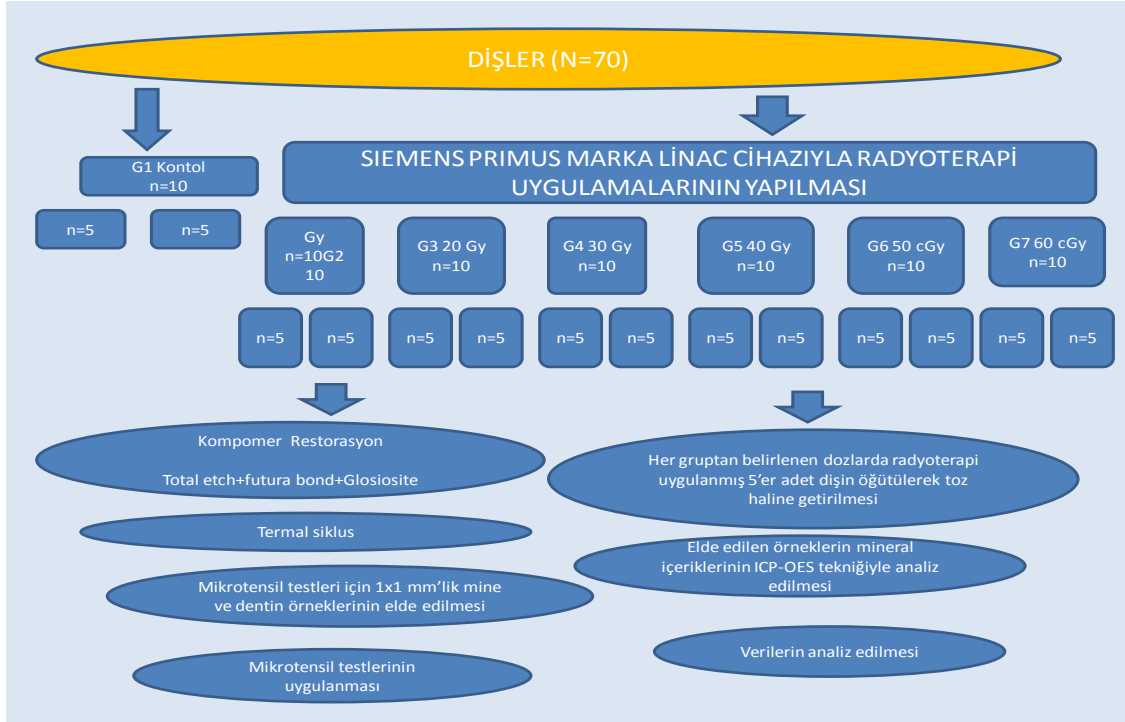 DİŞLER (N=70)
G1 Kontol
n=10
n=5
n=5
SIEMENS PRIMUS MARKA LİNAC CİHAZIYLA RADYOTERAPİ
UYGULAMALARININ YAPILMASI
Gy
n=10G2
10
G3 20 Gy
n=10
G4 30 Gy
n=10
G5 40 Gy
n=10
G6 50 cGy
n=10
G7 60 cGy
n=10
n=5
n=5
n=5
n=5
n=5
n=5
n=5
n=5
n=5
n=5
n=5
n=5
Kompomer Restorasyon
Total etch+futura bond+Glosiosite
Termal siklus
Mikrotensil testleri için 1x1 mm’lik mine
ve dentin örneklerinin elde edilmesi
Mikrotensil testlerinin
uygulanması
Her gruptan belirlenen dozlarda radyoterapi
uygulanmış 5’er adet dişin öğütülerek toz
haline getirilmesi
Elde edilen örneklerin mineral
içeriklerinin ICP-OES tekniğiyle analiz
edilmesi
Verilerin analiz edilmesi